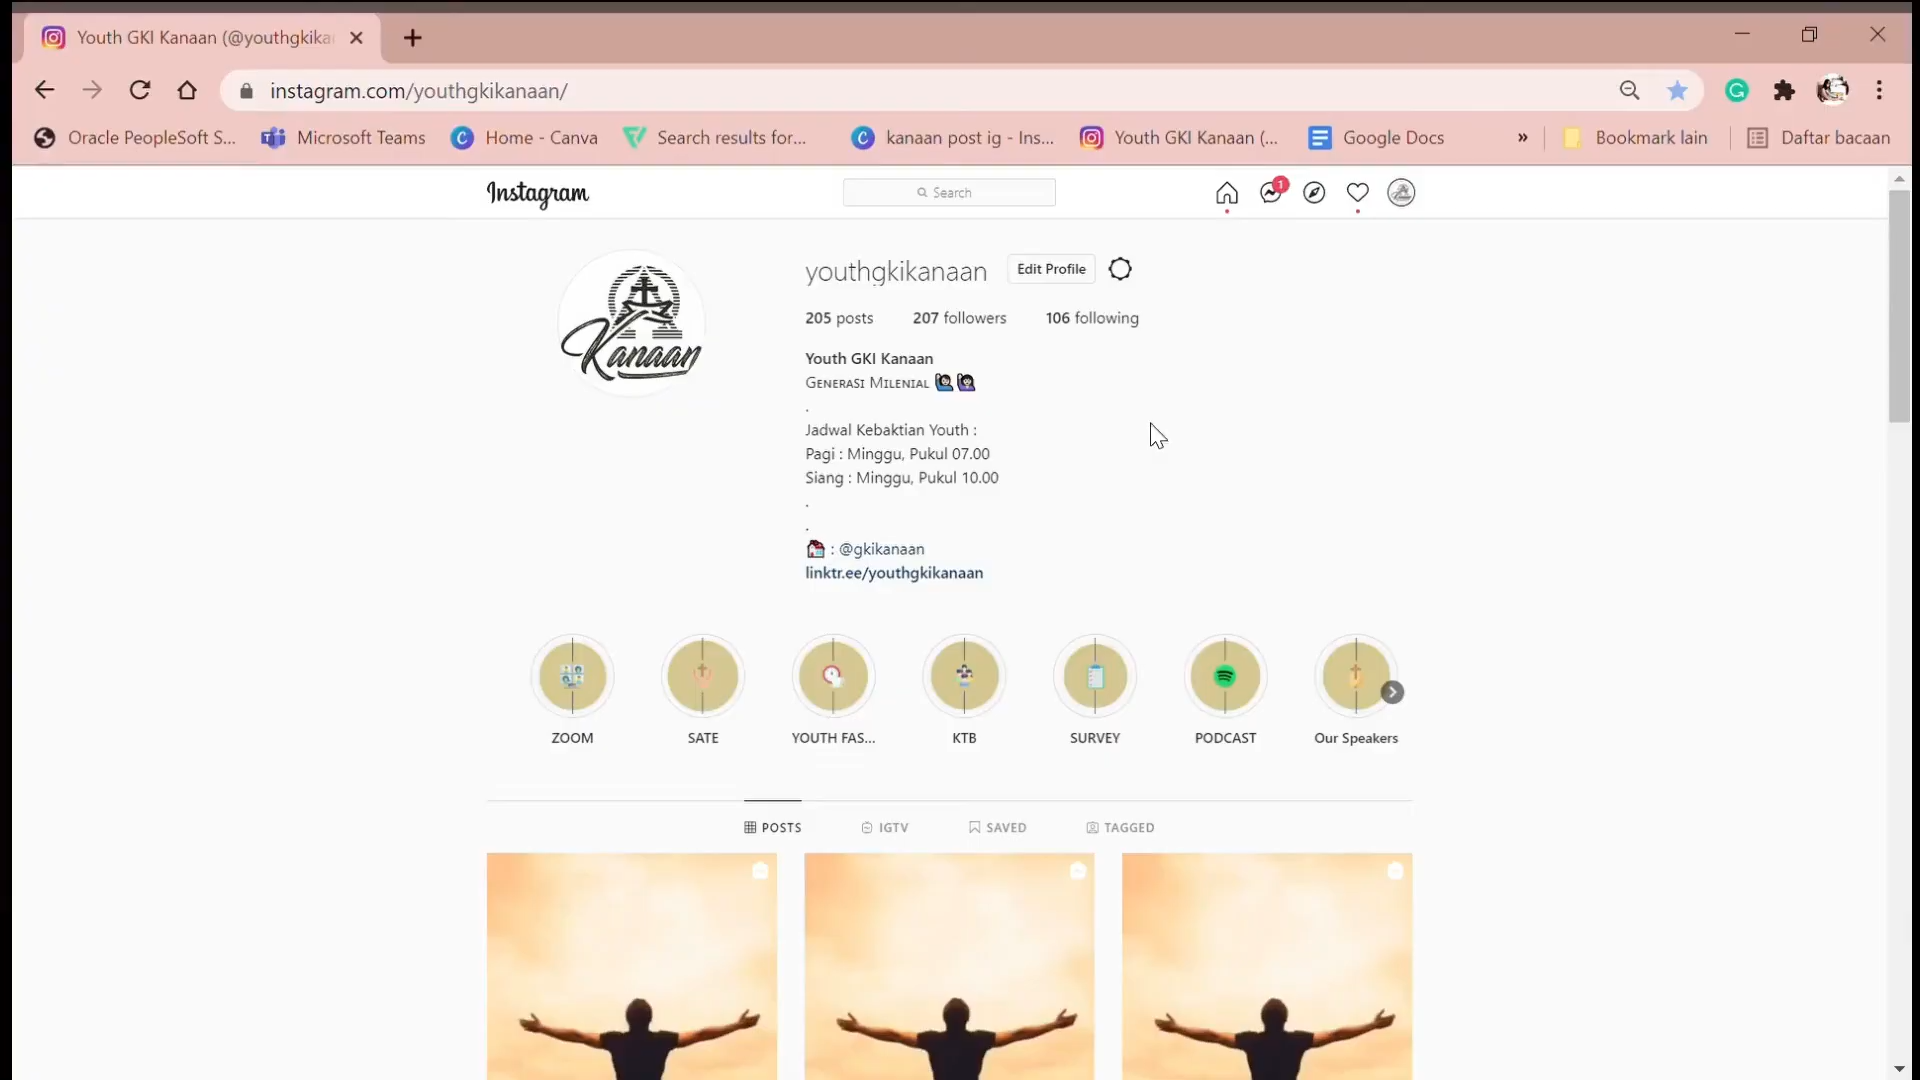 Youth GKI Kanaan (@youthgkikar
instagram.com/youthgkikanaan/
Oracle PeopleSoft S...
Microsoft Teams
Home - Canva
Search results for...
kanaan post ig - Ins...
Youth GKI Kanaan (...
Google Docs
»
Bookmark lain
Daftar bacaan
Instagram
Search
1
Kanaan
youthgkikanaan
Edit Profile
205 posts
207 followers
106 following
Youth GKI Kanaan
Generasi Milenial 🙋🏻‍♂️🙋🏻‍♀️
.
Jadwal Kebaktian Youth :
Pagi : Minggu, Pukul 07.00
Siang : Minggu, Pukul 10.00
.
.
: @gkikanaan
linktr.ee/youthgkikanaan
ZOOM
SATE
YOUTH FAS...
KTB
SURVEY
PODCAST
Our Speakers
POSTS
IGTV
SAVED
TAGGED